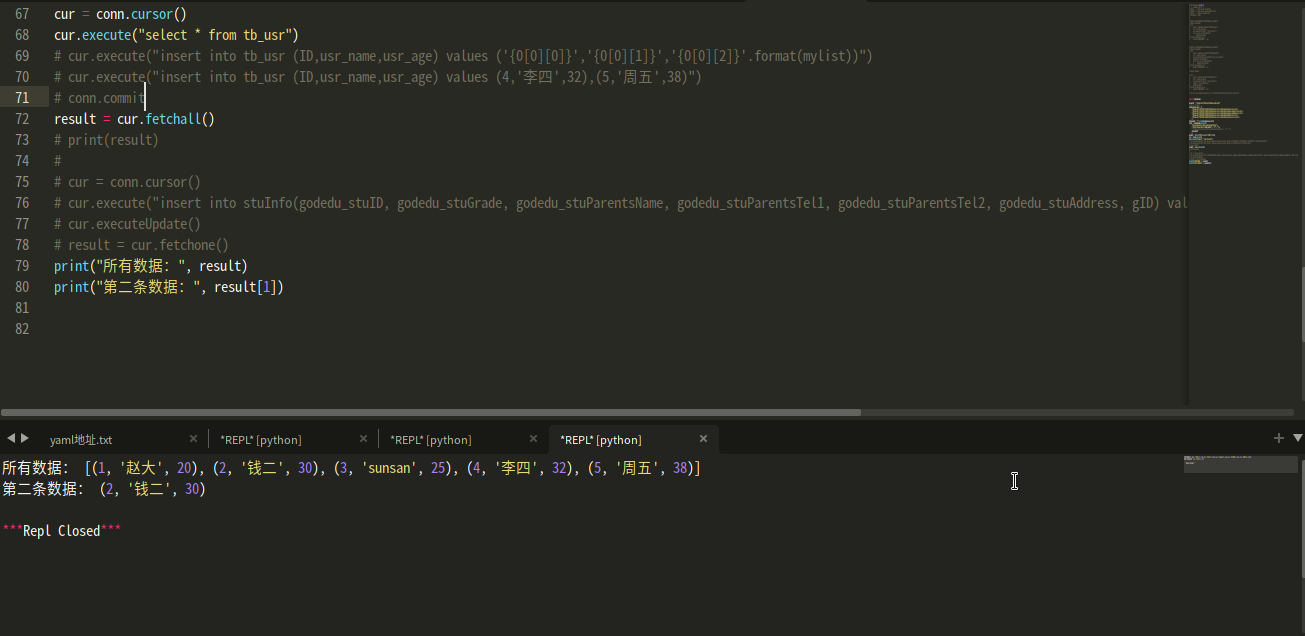 67 cur = conn.cursor()
68 cur.execute("select * from tb_usr")
69 # cur.execute("insert into tb_usr (ID,usr_name,usr_age) values ('{0[0][0]}','{0[0][1]}','{0[0][2]}'.format(mylist))")
70 # cur.execute("insert into tb_usr (ID,usr_name,usr_age) values (4,'李四',32),(5,'周五',38)")
71 # conn.commit
72 result = cur.fetchall()
73 # print(result)
74 #
75 # cur = conn.cursor()
76 # cur.execute("insert into stuInfo(godedu_stuID, godedu_stuGrade, godedu_stuParentsName, godedu_stuParentsTel1, godedu_stuParentsTel2, godedu_stuAddress, gID) val
77 # cur.executeUpdate()
78 # result = cur.fetchone()
79 print("所有数据：", result)
80 print("第二条数据：", result[1])
81
82
yaml地址.txt × *REPL* [python] × *REPL* [python] × *REPL* [python] ×
所有数据： [(1, '赵大', 20), (2, '钱二', 30), (3, 'sunsan', 25), (4, '李四', 32), (5, '周五', 38)]
第二条数据： (2, '钱二', 30)
***Repl Closed***